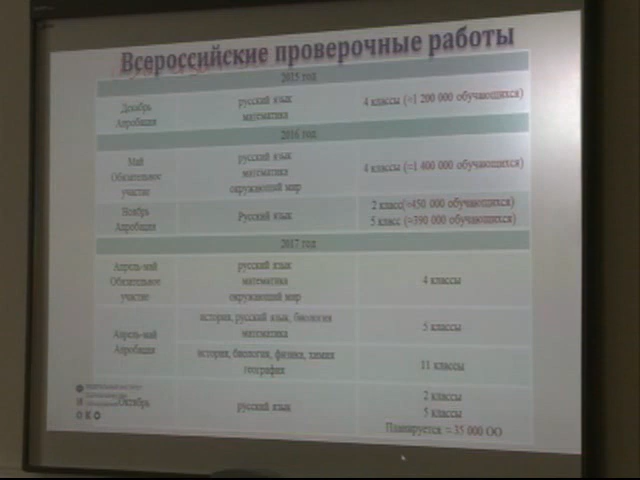 Всероссийские проверочные работы
2015 год
Декабрь
Апробация
русский язык
математика
4 классы (≈1 200 000 обучающихся)
2016 год
Май
Обязательное
участие
русский язык
математика
окружающий мир
4 классы (≈1 400 000 обучающихся)
Ноябрь
Апробация
Русский язык
2 класс(≈450 000 обучающихся)
5 класс (≈390 000 обучающихся)
2017 год
Апрель-май
Обязательное
участие
русский язык
математика
окружающий мир
4 классы
Апрель-май
Апробация
история, русский язык, биология
математика
5 классы
история, биология, физика, химия
география
11 классы
Октябрь
русский язык
2 классы
5 классы
Планируется ≈ 35 000 ОО